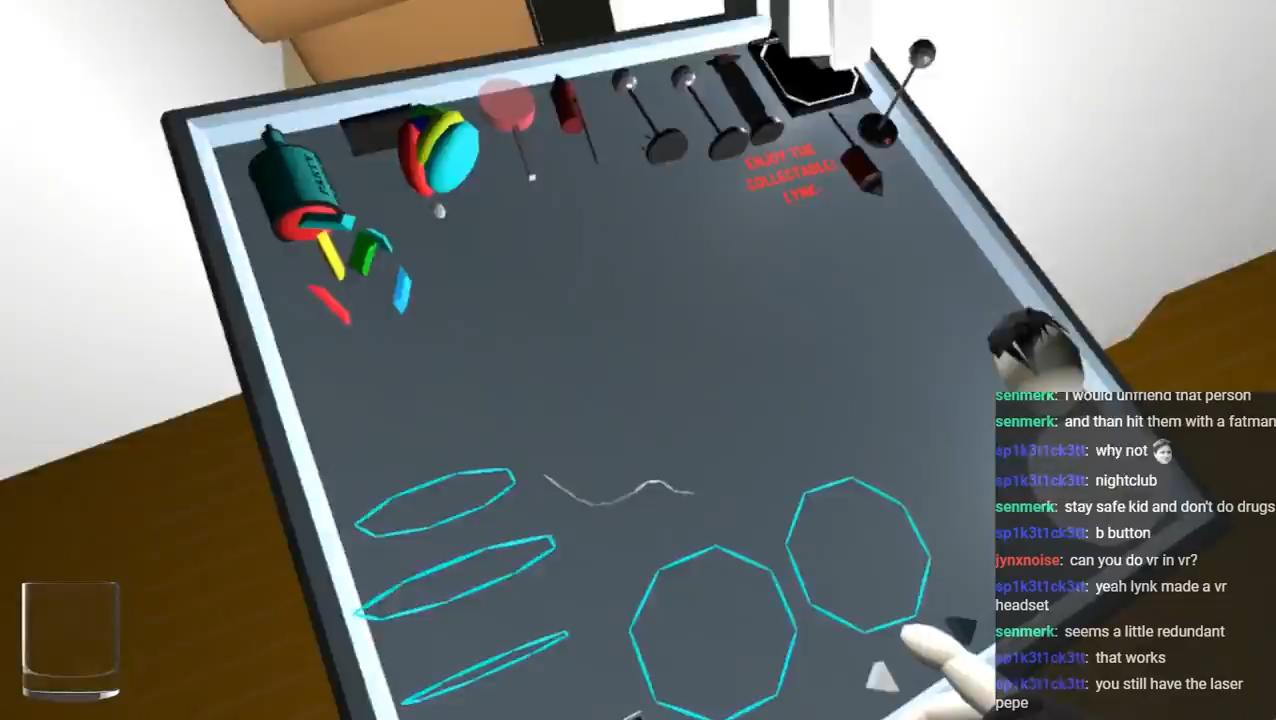 PARTY
ENJOY THE
COLLECTABLE!
LYNK-
senmerk: I would unfriend that person
senmerk: and than hit them with a fatman
sp1k3t1ck3tt: why not
sp1k3t1ck3tt: nightclub
senmerk: stay safe kid and don't do drugs
sp1k3t1ck3tt: b button
jynxnoise: can you do vr in vr?
sp1k3t1ck3tt: yeah lynk made a vr
headset
senmerk: seems a little redundant
sp1k3t1ck3tt: that works
sp1k3t1ck3tt: you still have the laser
pepe